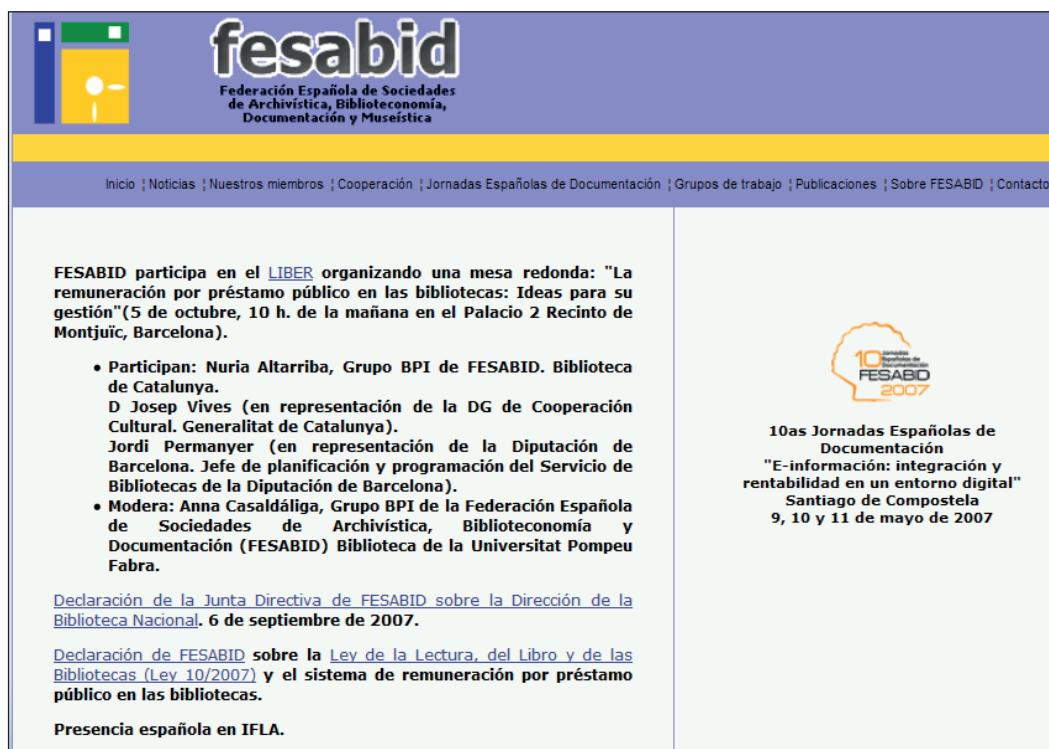 fesabid
Federación Española de Sociedades
de Archivística, Biblioteconomía,
Documentación y Museística
Inicio ¦ Noticias ¦ Nuestros miembros ¦ Cooperación ¦ Jornadas Españolas de Documentación ¦ Grupos de trabajo ¦ Publicaciones ¦ Sobre FESABID ¦ Contacto
FESABID participa en el LIBER organizando una mesa redonda: "La
remuneración por préstamo público en las bibliotecas: Ideas para su
gestión"(5 de octubre, 10 h. de la mañana en el Palacio 2 Recinto de
Montjuïc, Barcelona).
• Participan: Nuria Altarriba, Grupo BPI de FESABID. Biblioteca
de Catalunya.
D Josep Vives (en representación de la DG de Cooperación
Cultural. Generalitat de Catalunya).
Jordi Permanyer (en representación de la Diputación de
Barcelona. Jefe de planificación y programación del Servicio de
Bibliotecas de la Diputación de Barcelona).
• Modera: Anna Casaldáliga, Grupo BPI de la Federación Española
de Sociedades de Archivística, Biblioteconomía y
Documentación (FESABID) Biblioteca de la Universitat Pompeu
Fabra.
Declaración de la Junta Directiva de FESABID sobre la Dirección de la
Biblioteca Nacional. 6 de septiembre de 2007.
Declaración de FESABID sobre la Ley de la Lectura, del Libro y de las
Bibliotecas (Ley 10/2007) y el sistema de remuneración por préstamo
público en las bibliotecas.
Presencia española en IFLA.
10 Jornadas
Españolas de
Documentación
FESABID
2007
10as Jornadas Españolas de
Documentación
"E-información: integración y
rentabilidad en un entorno digital"
Santiago de Compostela
9, 10 y 11 de mayo de 2007